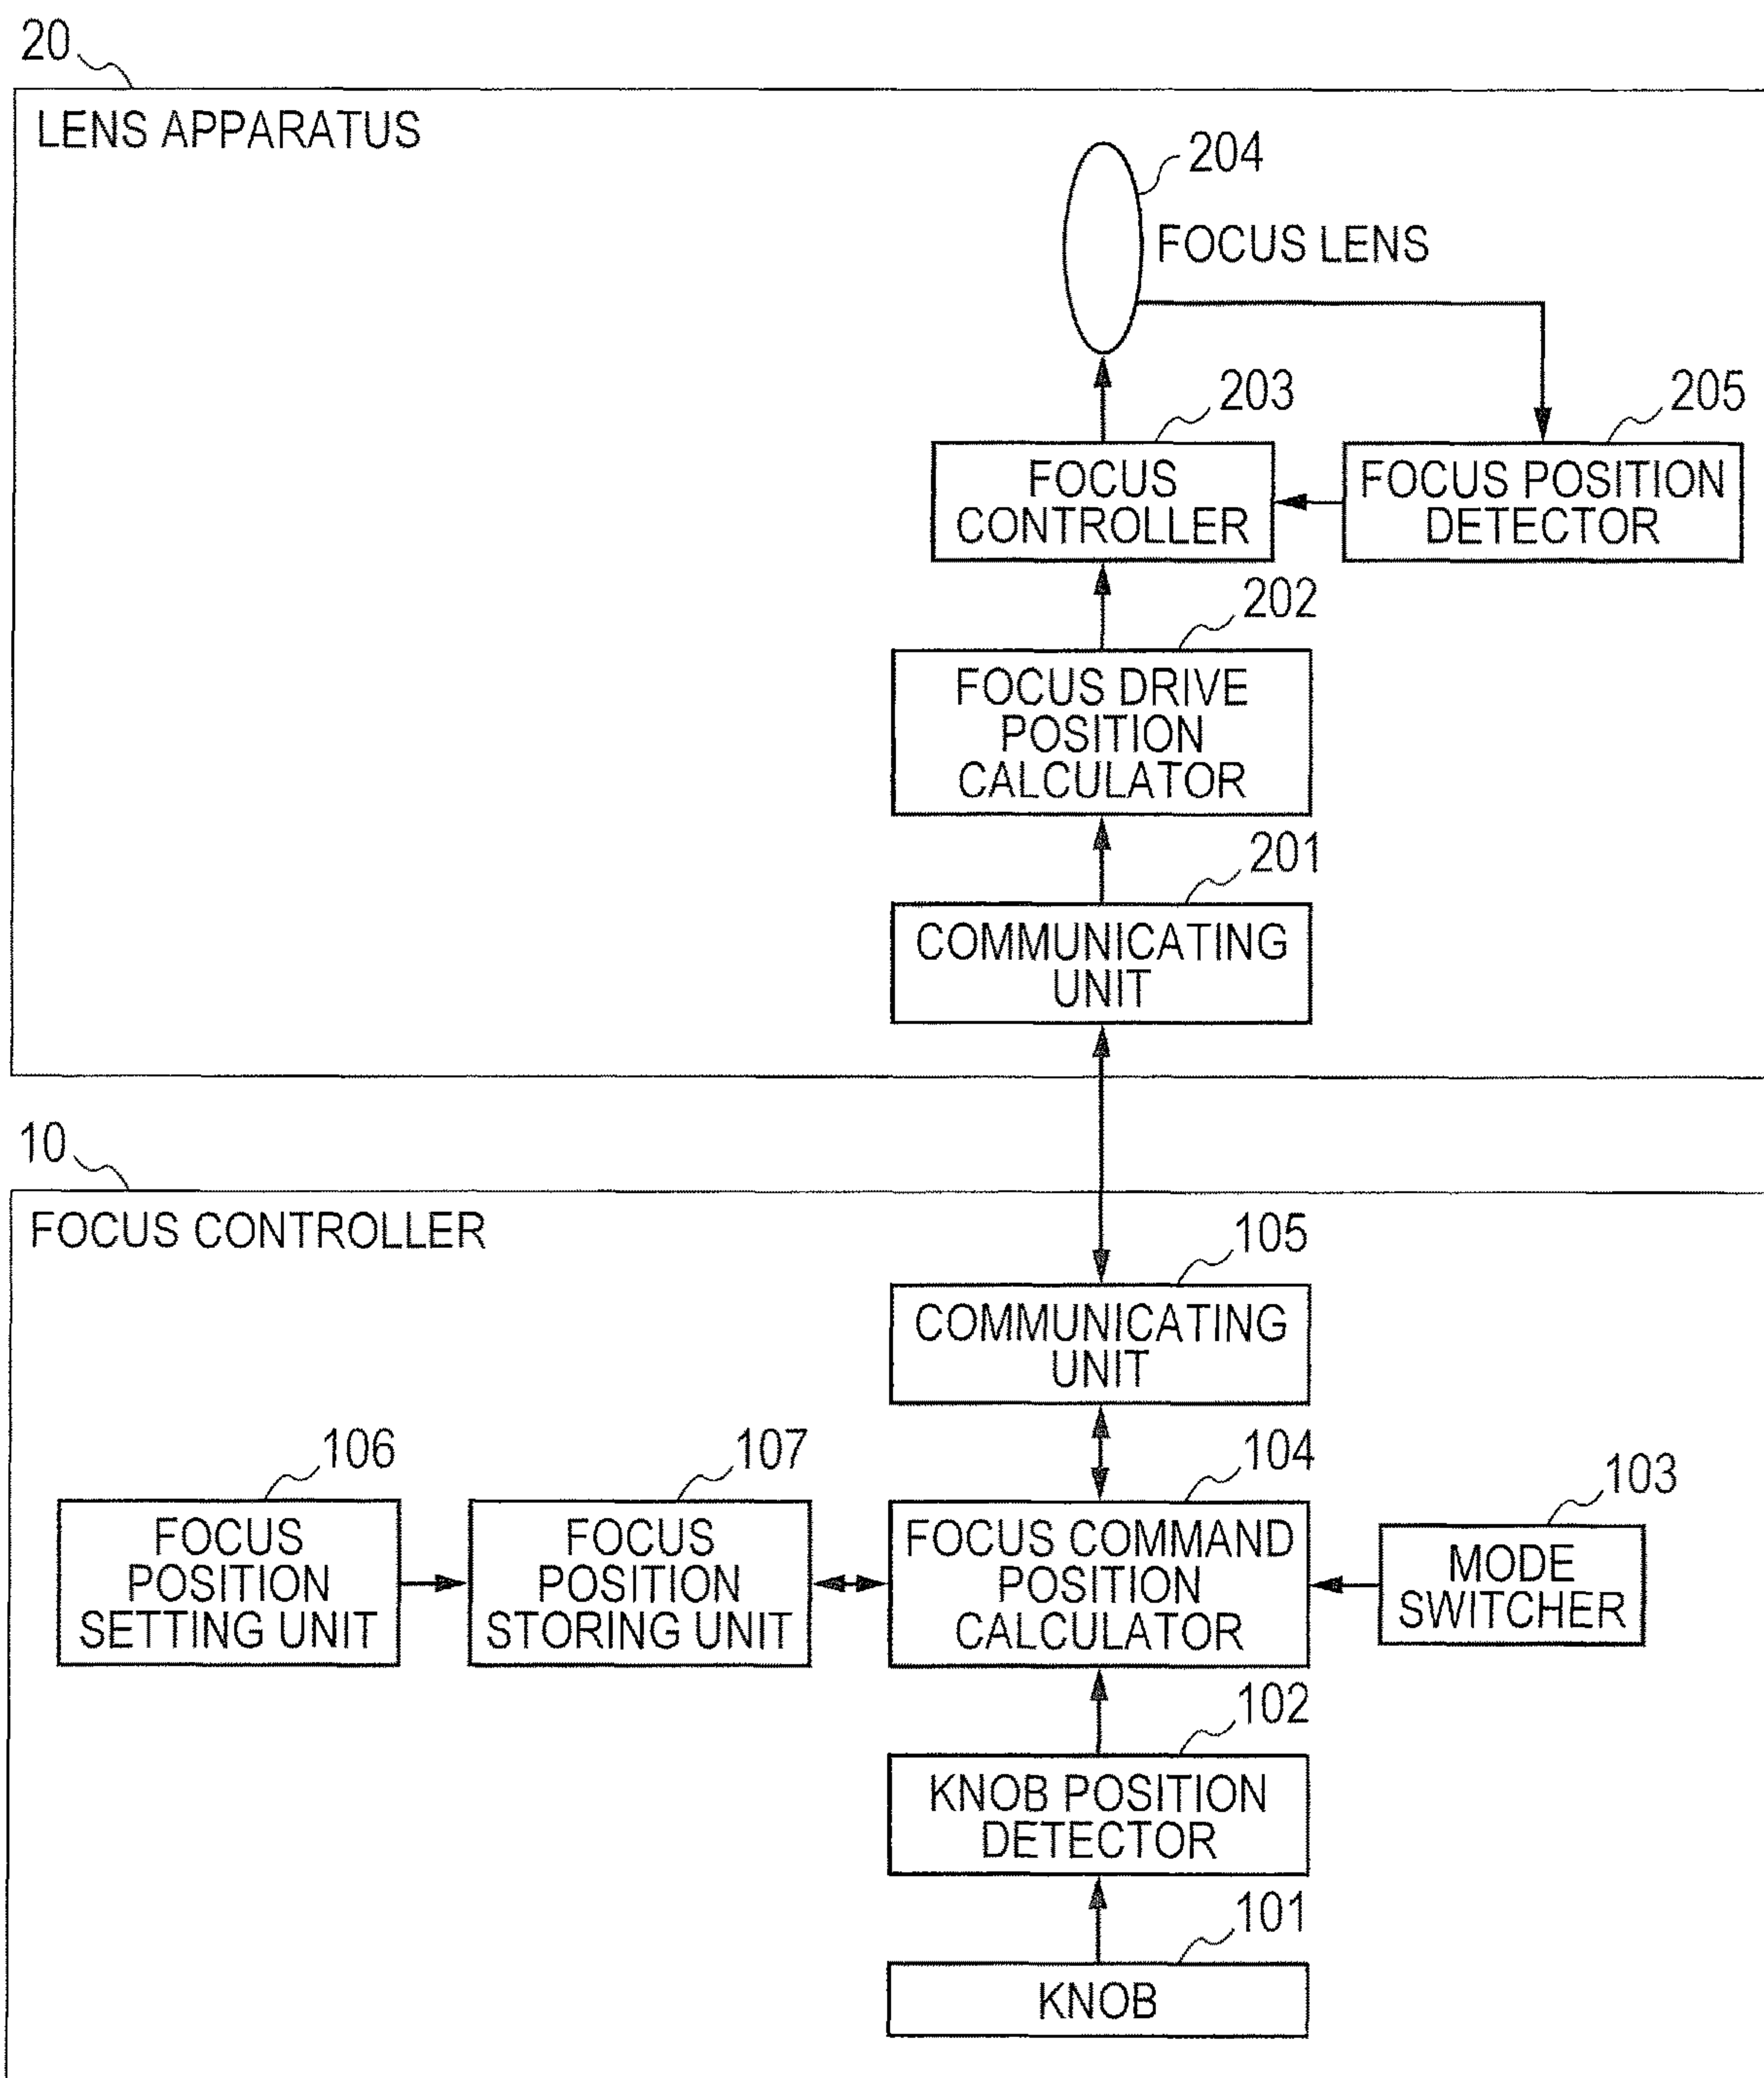 20
LENS APPARATUS
204
FOCUS LENS
203
205
FOCUS
CONTROLLER
FOCUS POSITION
DETECTOR
202
FOCUS DRIVE
POSITION
CALCULATOR
201
COMMUNICATING
UNIT
10
FOCUS CONTROLLER
105
COMMUNICATING
UNIT
106
107
104
103
FOCUS
POSITION
SETTING UNIT
FOCUS
POSITION
STORING UNIT
FOCUS COMMAND
POSITION
CALCULATOR
MODE
SWITCHER
102
KNOB POSITION
DETECTOR
101
KNOB